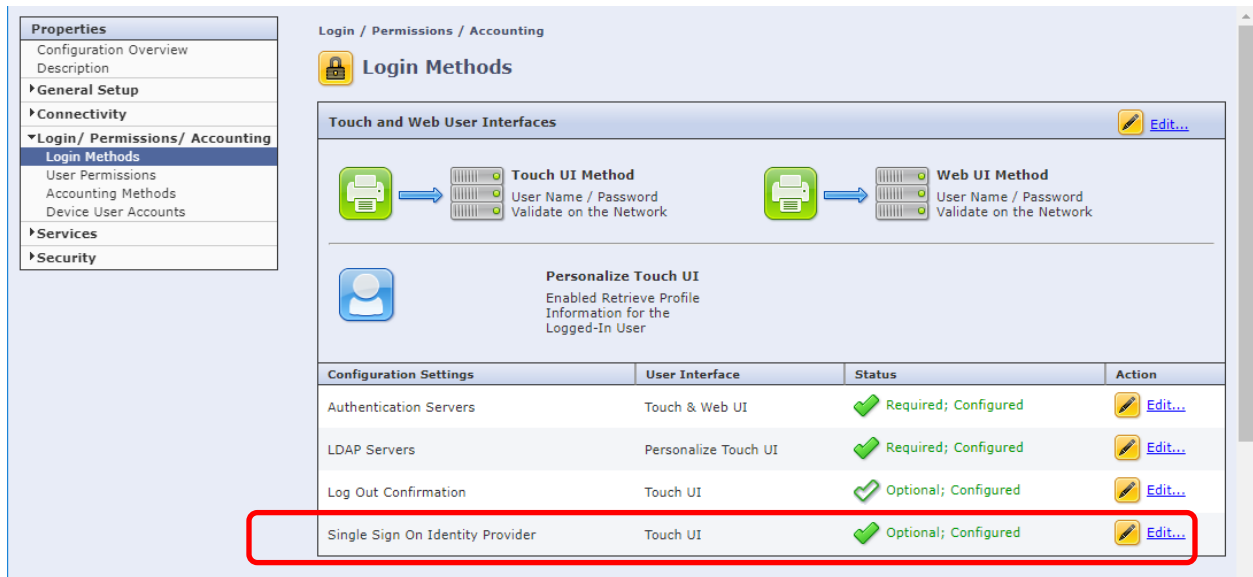 Properties
Configuration Overview
Description
General Setup
Connectivity
Login/ Permissions/ Accounting
Login Methods
User Permissions
Accounting Methods
Device User Accounts
Services
Security
Login / Permissions / Accounting
Login Methods
Touch and Web User Interfaces Edit...
Touch UI Method
User Name / Password
Validate on the Network
Web UI Method
User Name / Password
Validate on the Network
Personalize Touch UI
Enabled Retrieve Profile
Information for the
Logged-In User
Configuration Settings User Interface Status Action
Authentication Servers Touch & Web UI Required; Configured Edit...
LDAP Servers Personalize Touch UI Required; Configured Edit...
Log Out Confirmation Touch UI Optional; Configured Edit...
Single Sign On Identity Provider Touch UI Optional; Configured Edit...